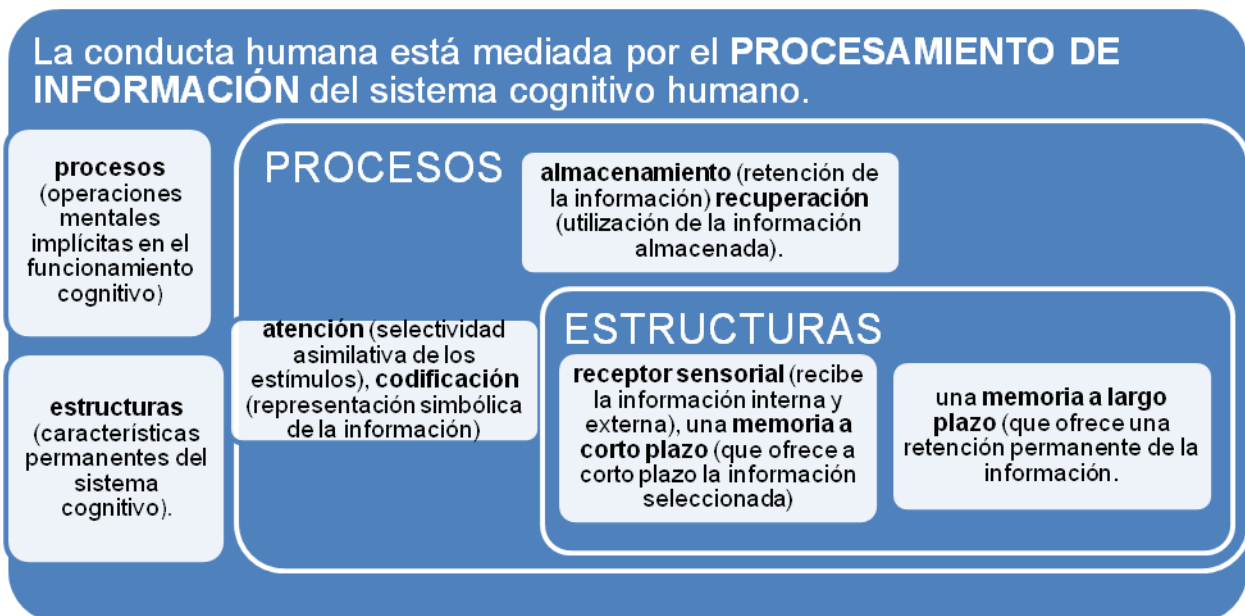 La conducta humana está mediada por el PROCESAMIENTO DE
INFORMACIÓN del sistema cognitivo humano.
procesos
(operaciones
mentales
implícitas en el
funcionamiento
cognitivo)
estructuras
(características
permanentes del
sistema
cognitivo).
PROCESOS
almacenamiento (retención de
la información) recuperación
(utilización de la información
almacenada).
atención (selectividad
asimilativa de los
estímulos), codificación
(representación simbólica
de la información)
ESTRUCTURAS
receptor sensorial (recibe
la información interna y
externa), una memoria a
corto plazo (que ofrece a
corto plazo la información
seleccionada)
una memoria a largo
plazo (que ofrece una
retención permanente de la
información.